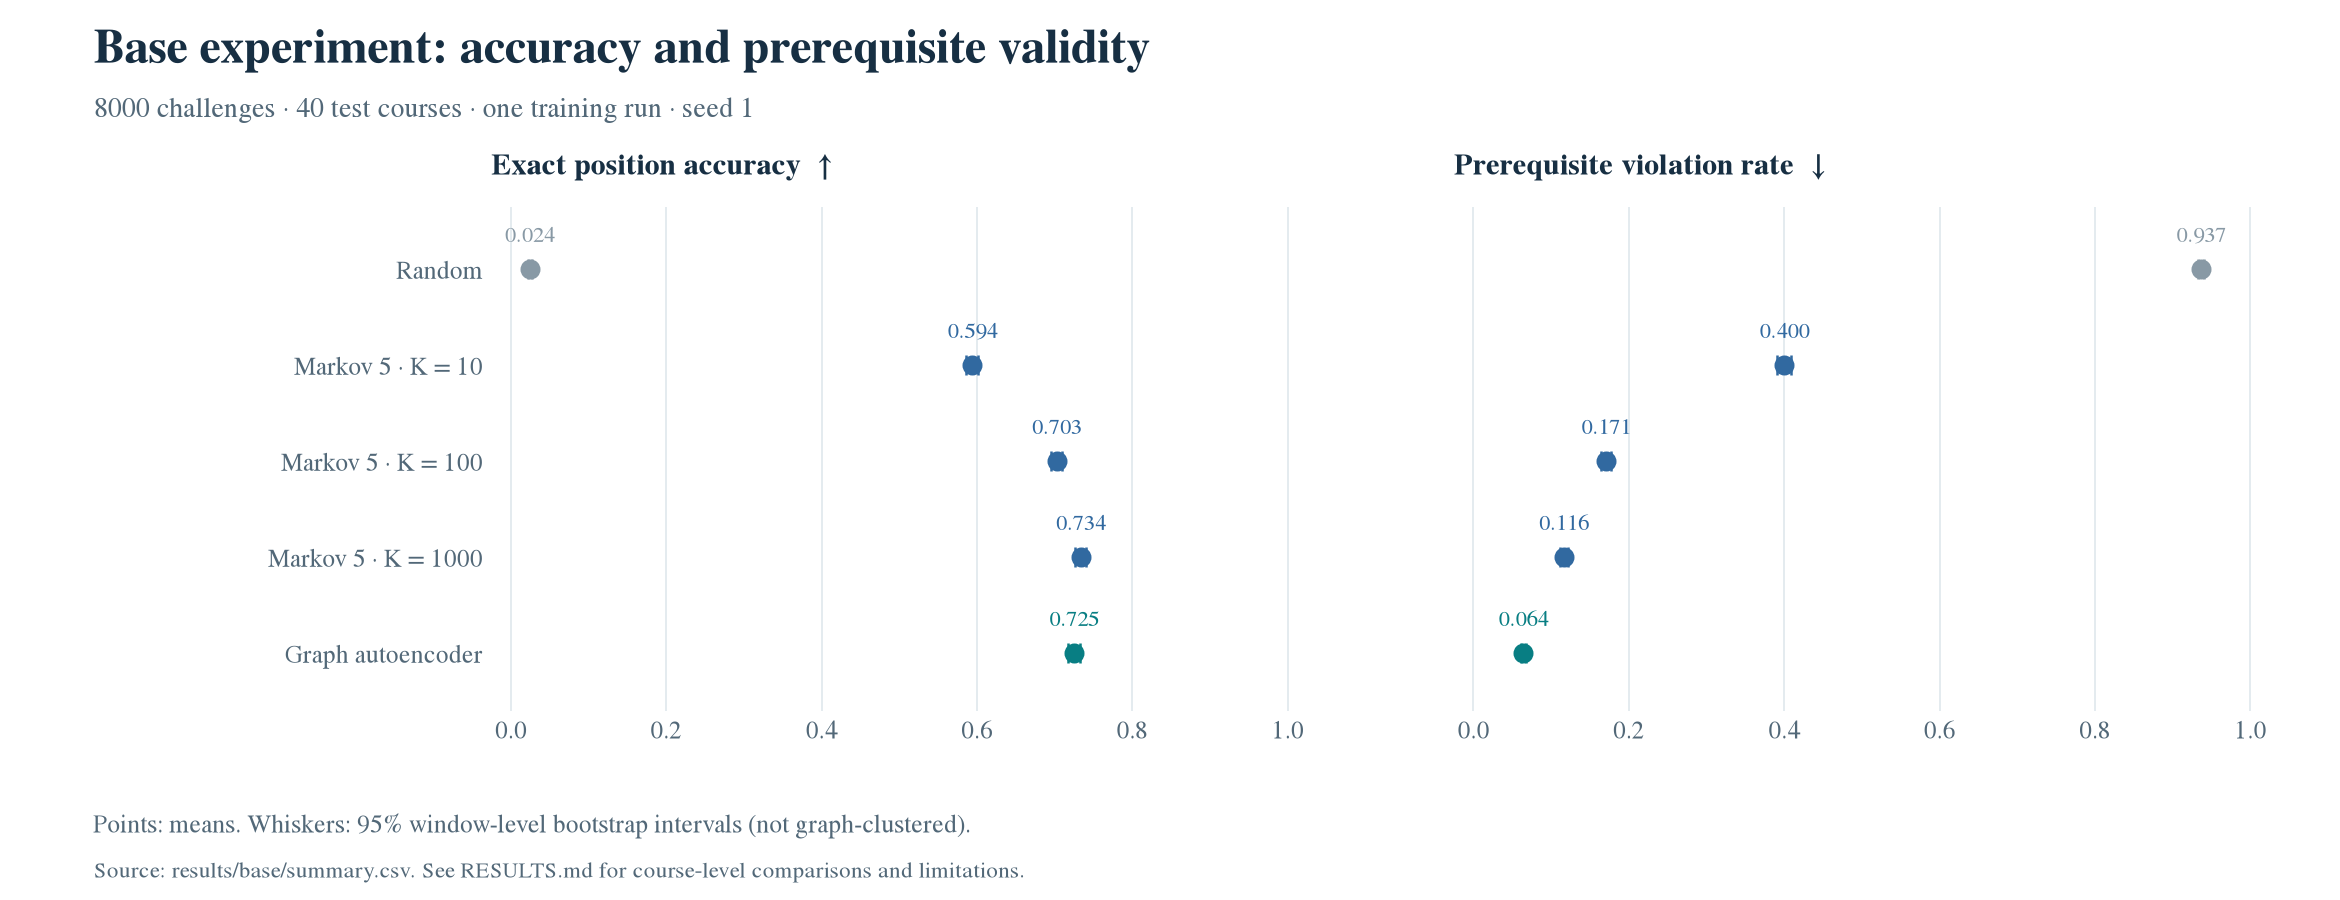 Base experiment: accuracy and prerequisite validity
8000 challenges · 40 test courses · one training run · seed 1
Exact position accuracy ↑
Prerequisite violation rate ↓
0.024
0.937
Random
0.594
0.400
Markov 5 · K = 10
0.703
0.171
Markov 5 · K = 100
0.734
0.116
Markov 5 · K = 1000
0.725
0.064
Graph autoencoder
0.0 0.2 0.4 0.6 0.8 1.0
0.0 0.2 0.4 0.6 0.8 1.0
Points: means. Whiskers: 95% window-level bootstrap intervals (not graph-clustered).
Source: results/base/summary.csv. See RESULTS.md for course-level comparisons and limitations.